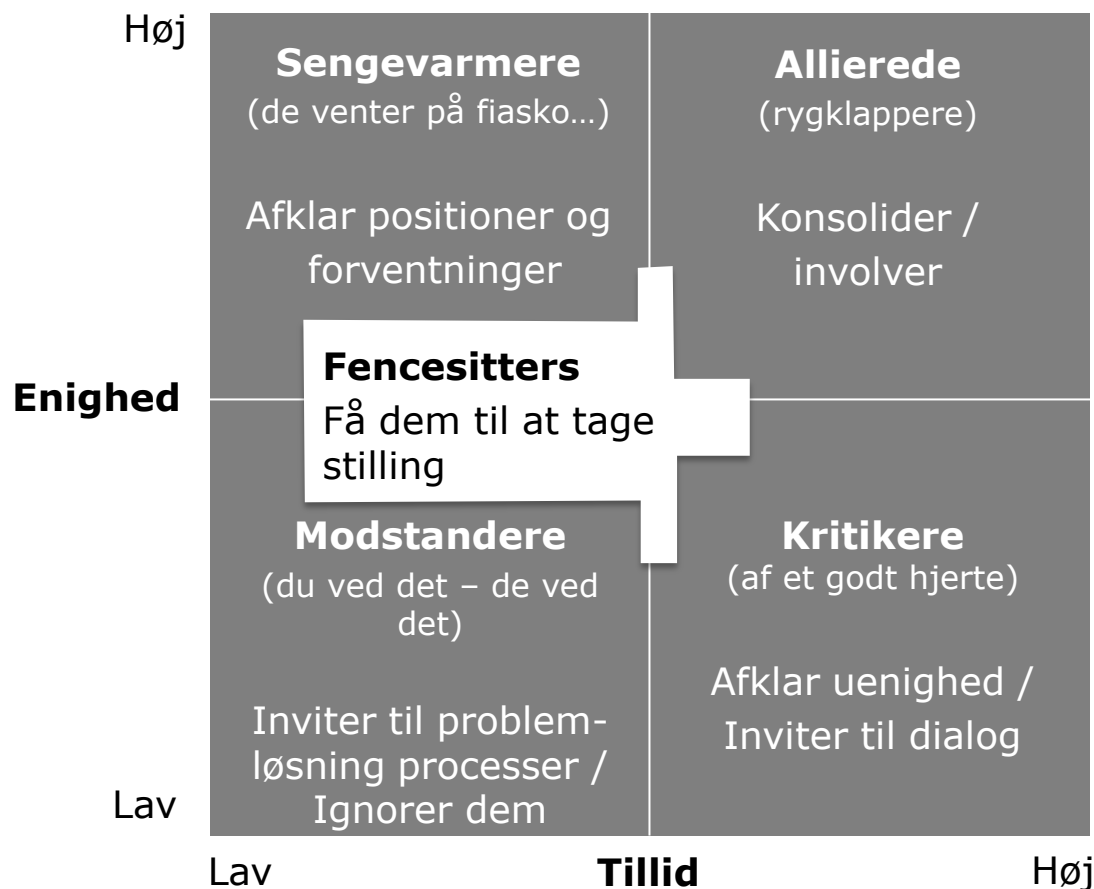 Høj
Sengevarmere
(de venter på fiasko…)
Afklar positioner og
forventninger
Allierede
(rygklappere)
Konsolider /
involver
Enighed
Fencesitters
Få dem til at tage
stilling
Modstandere
(du ved det – de ved
det)
Inviter til problem-
løsning processer /
Ignorer dem
Kritikere
(af et godt hjerte)
Afklar uenighed /
Inviter til dialog
Lav
Lav
Tillid
Høj